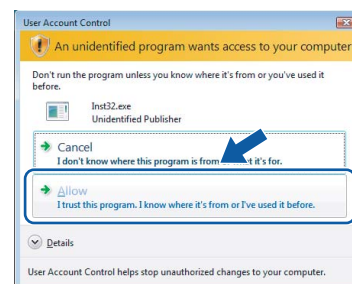 User Account Control
An unidentified program wants access to your computer
Don't run the program unless you know where it's from or you've used it
before.
Inst32.exe
Unidentified Publisher
Cancel
I don't know where this program is from it's for.
Allow
I trust this program. I know where it's from or I've used it before.
Details
User Account Control helps stop unauthorized changes to your computer.